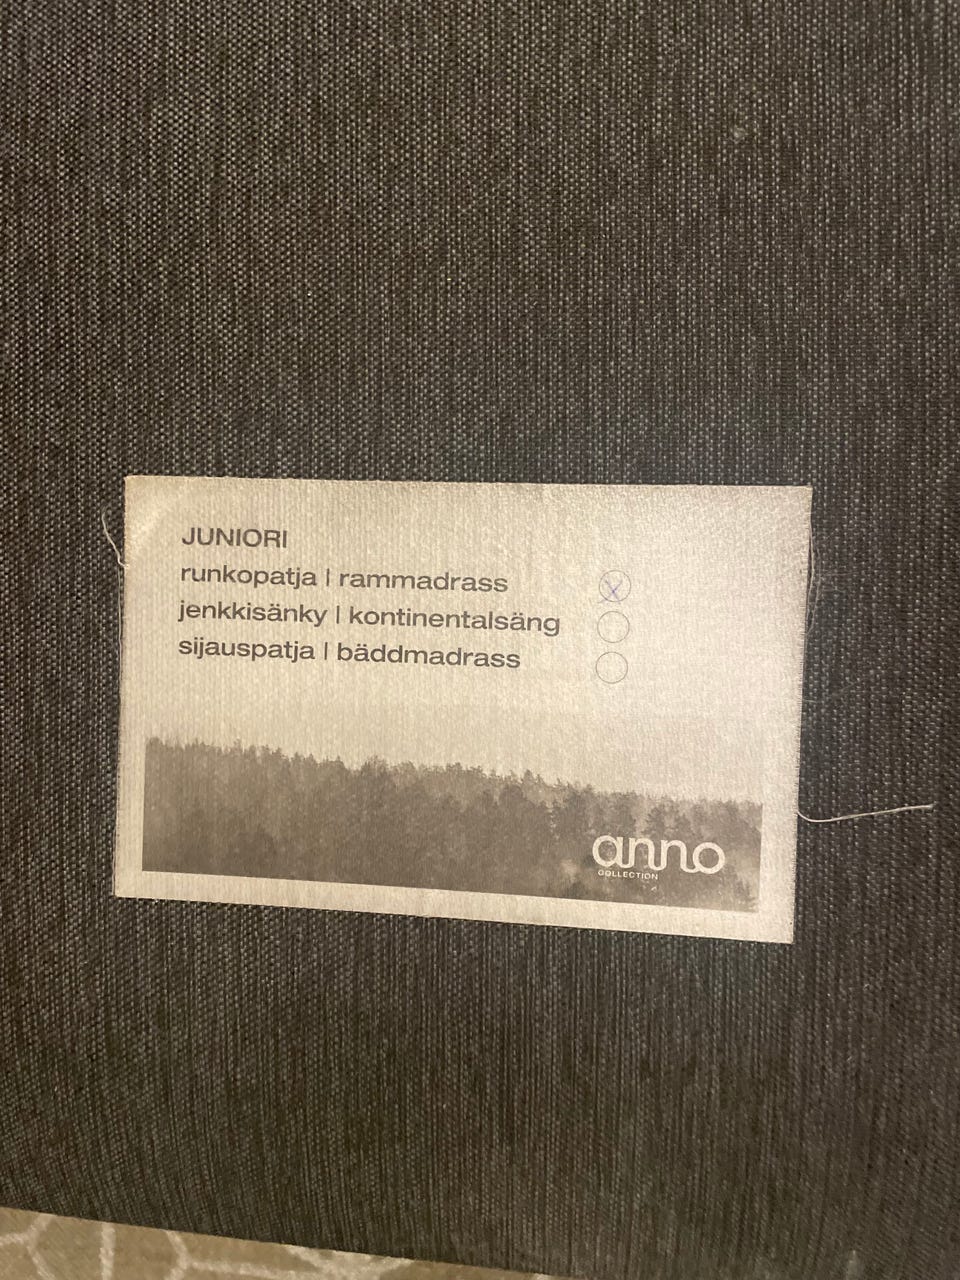 JUNIORI
runkopatja | rammadrass
jenkkisänky | kontinentalsäng
sijauspatja | bäddmadrass
anno
COLLECTION